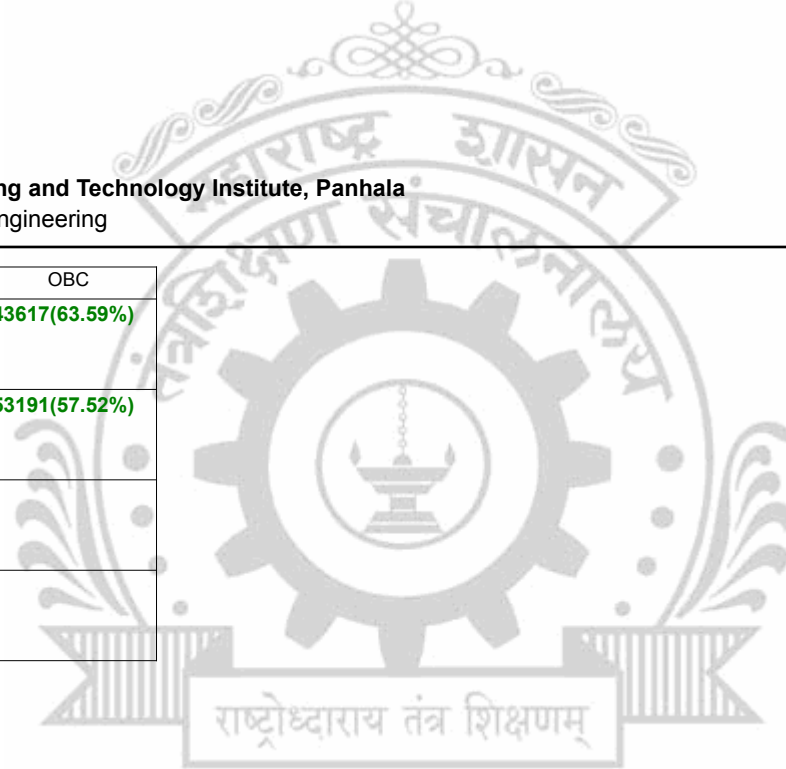 महाराष्ट्र शासन
तंत्रशिक्षण संचालनालय
ng and Technology Institute, Panhala
ngineering
OBC
43617(63.59%)
53191(57.52%)
राष्ट्रोध्दाराय तंत्र शिक्षणम्